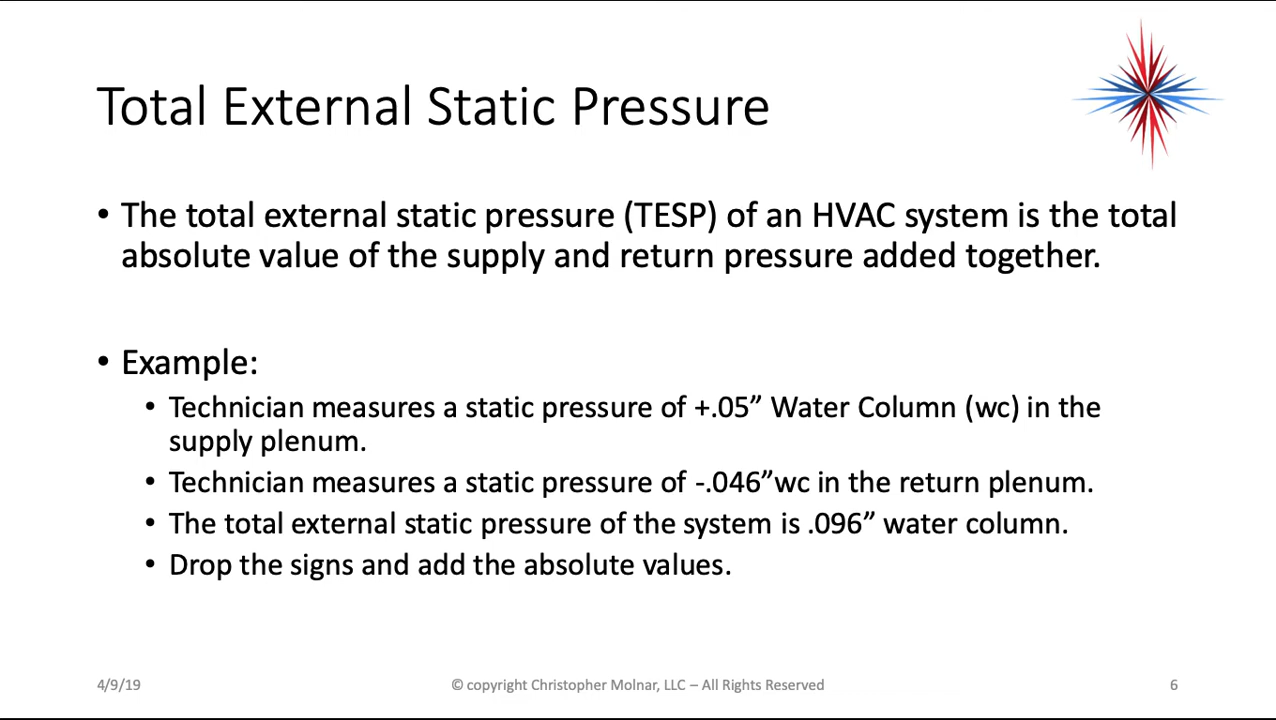 Total External Static Pressure
• The total external static pressure (TESP) of an HVAC system is the total
absolute value of the supply and return pressure added together.
• Example:
• Technician measures a static pressure of +.05” Water Column (wc) in the
supply plenum.
• Technician measures a static pressure of -.046”wc in the return plenum.
• The total external static pressure of the system is .096” water column.
• Drop the signs and add the absolute values.
4/9/19
© copyright Christopher Molnar, LLC – All Rights Reserved
6